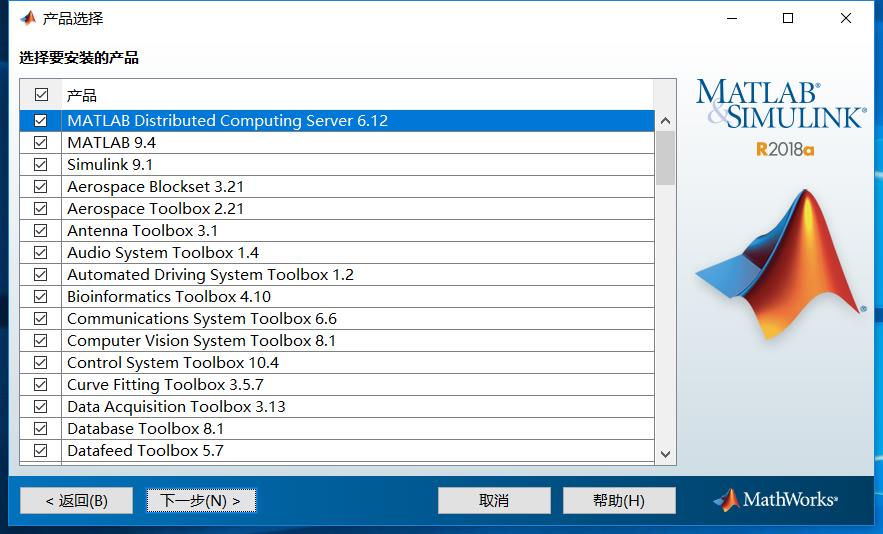 产品选择
选择要安装的产品
产品
MATLAB Distributed Computing Server 6.12
MATLAB 9.4
Simulink 9.1
Aerospace Blockset 3.21
Aerospace Toolbox 2.21
Antenna Toolbox 3.1
Audio System Toolbox 1.4
Automated Driving System Toolbox 1.2
Bioinformatics Toolbox 4.10
Communications System Toolbox 6.6
Computer Vision System Toolbox 8.1
Control System Toolbox 10.4
Curve Fitting Toolbox 3.5.7
Data Acquisition Toolbox 3.13
Database Toolbox 8.1
Datafeed Toolbox 5.7
MATLAB®
&SIMULINK®
R2018a
®
< 返回(B) 下一步(N) > 取消 帮助(H) MathWorks®